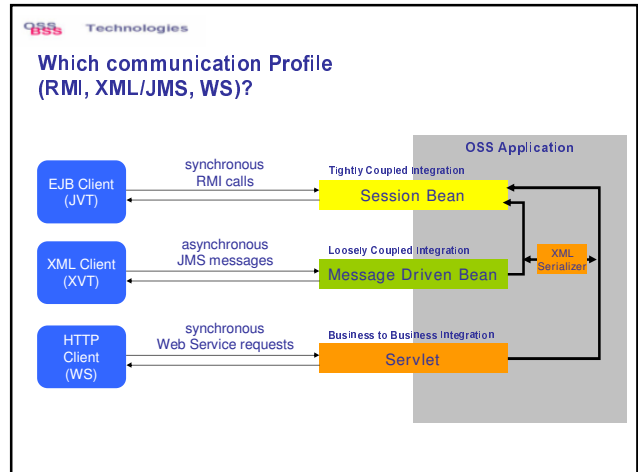 OSS
BSS Technologies
Which communication Profile
(RMI, XML/JMS, WS)?
OSS Application
EJB Client
(JVT)
synchronous
RMI calls
Tightly Coupled Integration
Session Bean
XML Client
(XVT)
asynchronous
JMS messages
Loosely Coupled Integration
Message Driven Bean
XML
Serializer
HTTP
Client
(WS)
synchronous
Web Service requests
Business to Business Integration
Servlet